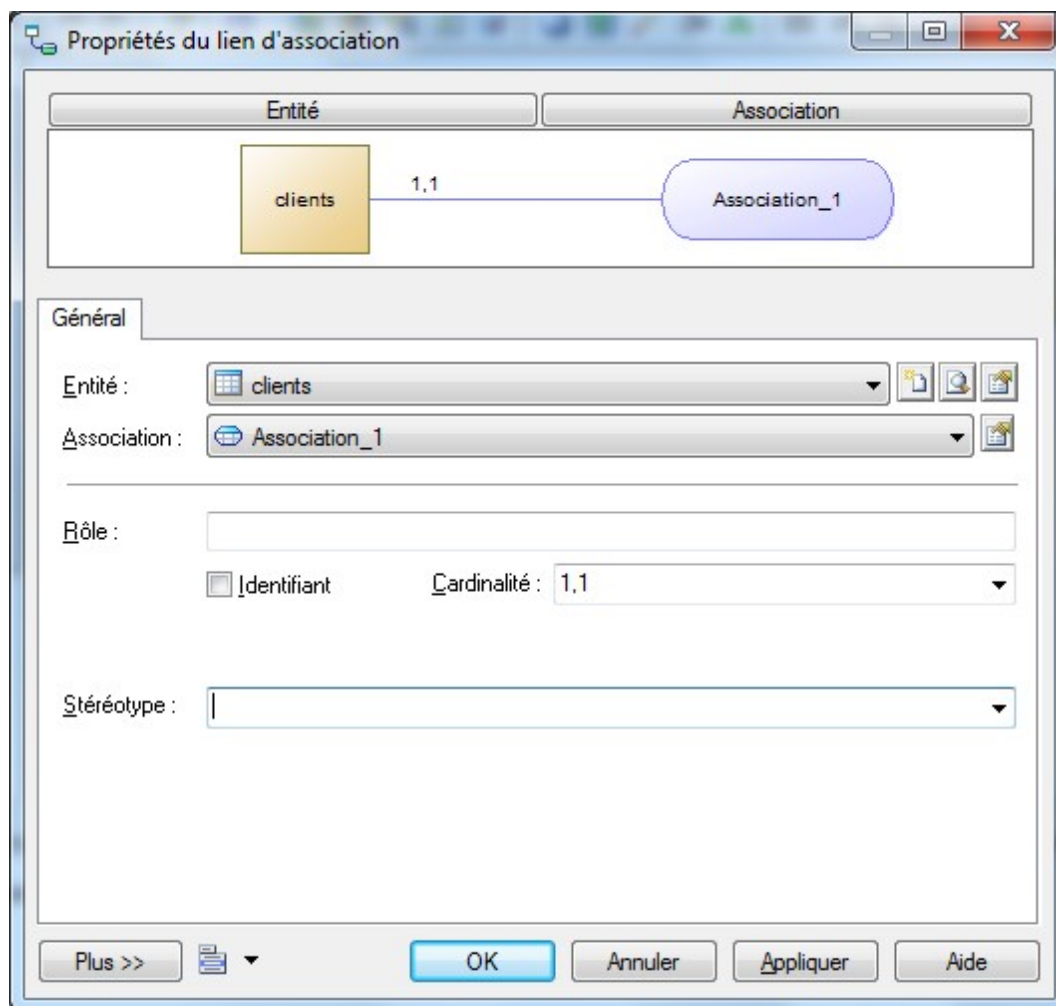 Propriétés du lien d'association
Entité Association
clients 1,1 Association_1
Général
Entité : clients
Association : Association_1
Rôle :
Identifiant Cardinalité : 1,1
Stéréotype :
Plus >> OK Annuler Appliquer Aide